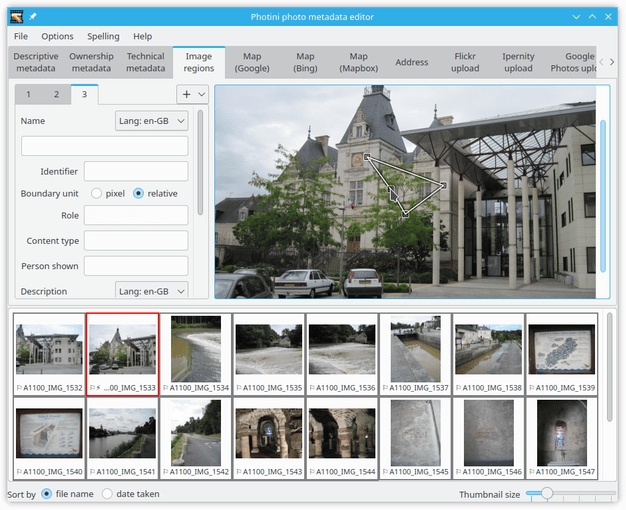 Photini photo metadata editor
File Options Spelling Help
Descriptive metadata
Ownership metadata
Technical metadata
Image regions
Map (Google)
Map (Bing)
Map (Mapbox)
Address
Flickr upload
Ipernity upload
Google Photos uplo
1 2 3
Name Lang: en-GB
Identifier
Boundary unit pixel relative
Role
Content type
Person shown
Description Lang: en-GB
A1100_IMG_1532 ...00_IMG_1533 A1100_IMG_1534 A1100_IMG_1535 A1100_IMG_1536 A1100_IMG_1537 A1100_IMG_1538 A1100_IMG_1539
A1100_IMG_1540 A1100_IMG_1541 A1100_IMG_1542 A1100_IMG_1543 A1100_IMG_1544 A1100_IMG_1545 A1100_IMG_1546 A1100_IMG_1547
Sort by file name date taken Thumbnail size